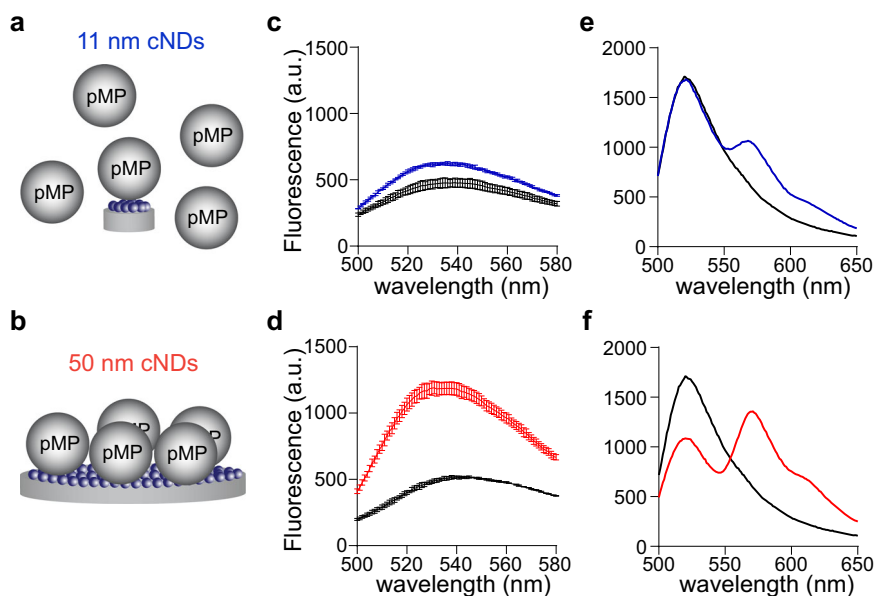 a
11 nm cNDs
pMP
pMP
pMP
pMP
pMP
b
50 nm cNDs
pMP
MP
pMP
pMP
c
Fluorescence (a.u.)
1500
1000
500
0
500 520 540 560 580
wavelength (nm)
d
Fluorescence (a.u.)
1500
1000
500
0
500 520 540 560 580
wavelength (nm)
e
2000
1500
1000
500
0
500 550 600 650
wavelength (nm)
f
2000
1500
1000
500
0
500 550 600 650
wavelength (nm)